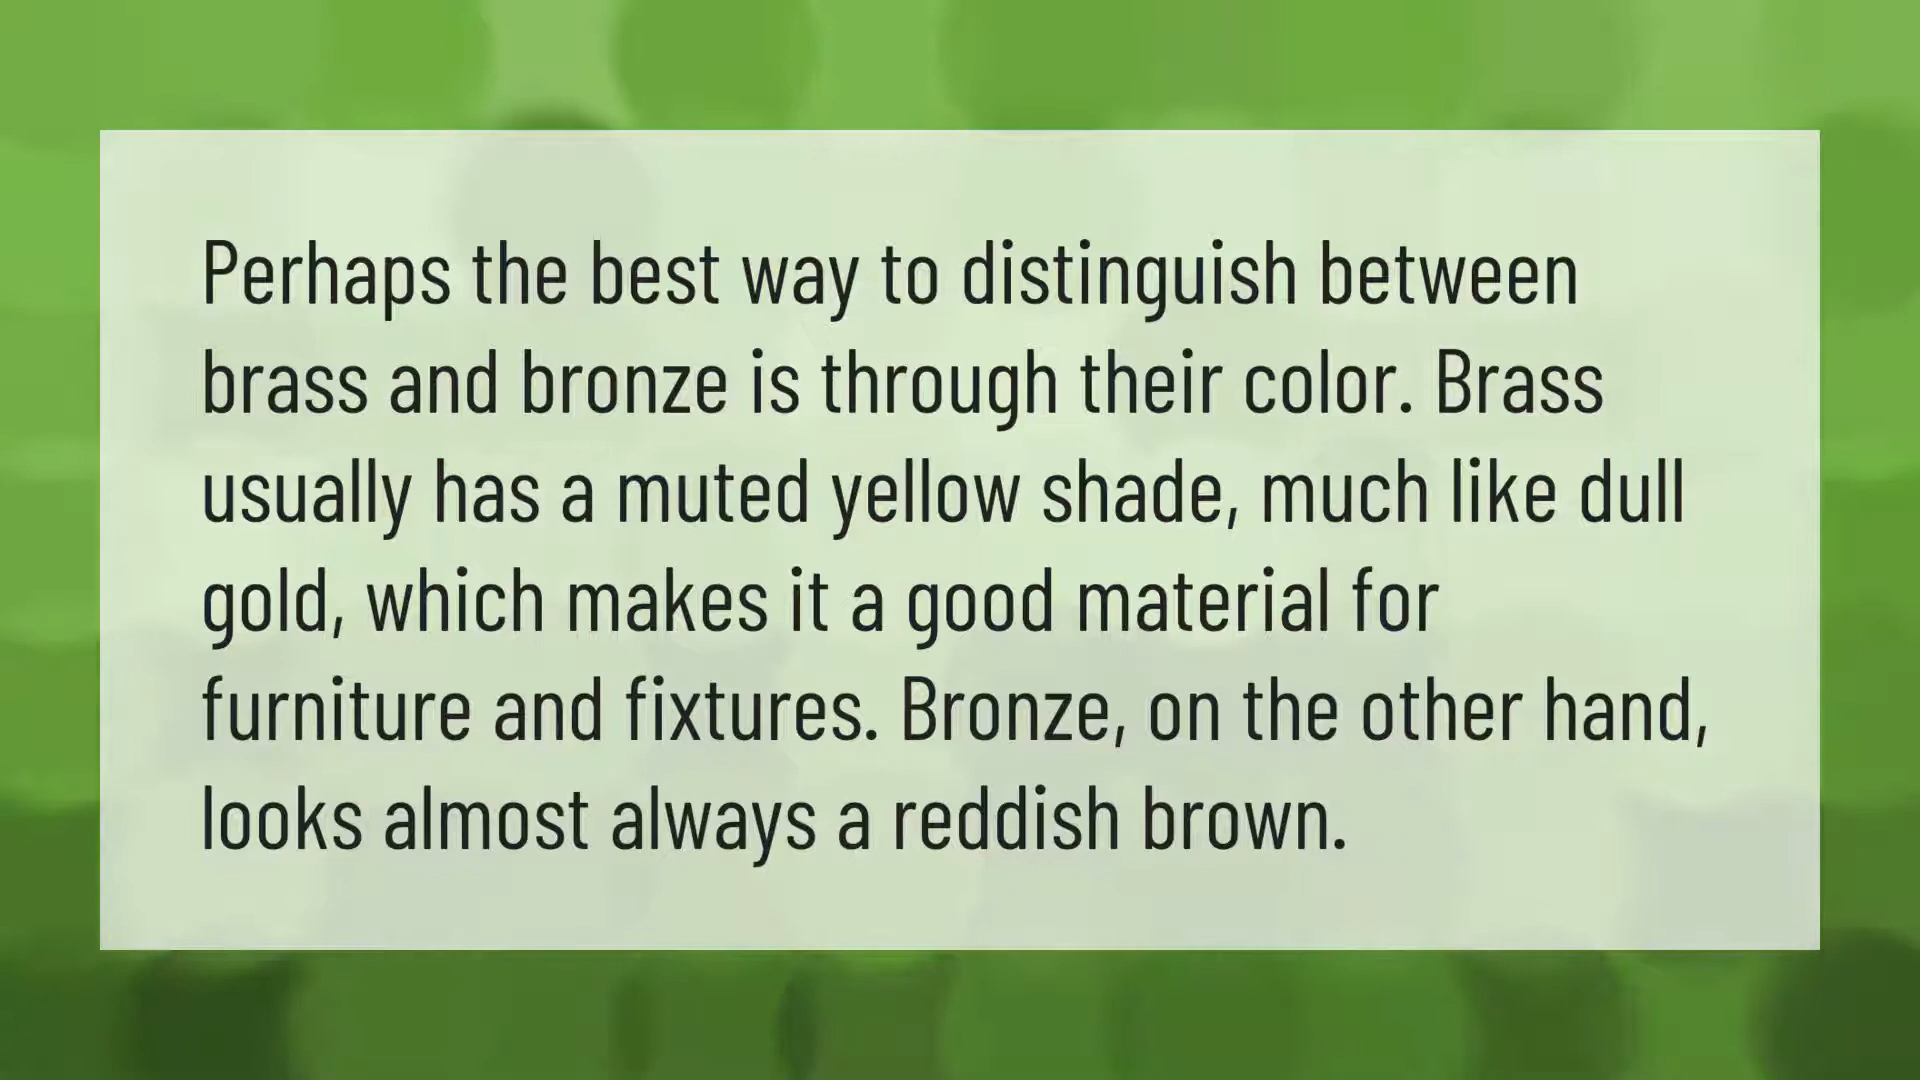 Perhaps the best way to distinguish between
brass and bronze is through their color. Brass
usually has a muted yellow shade, much like dull
gold, which makes it a good material for
furniture and fixtures. Bronze, on the other hand,
looks almost always a reddish brown.